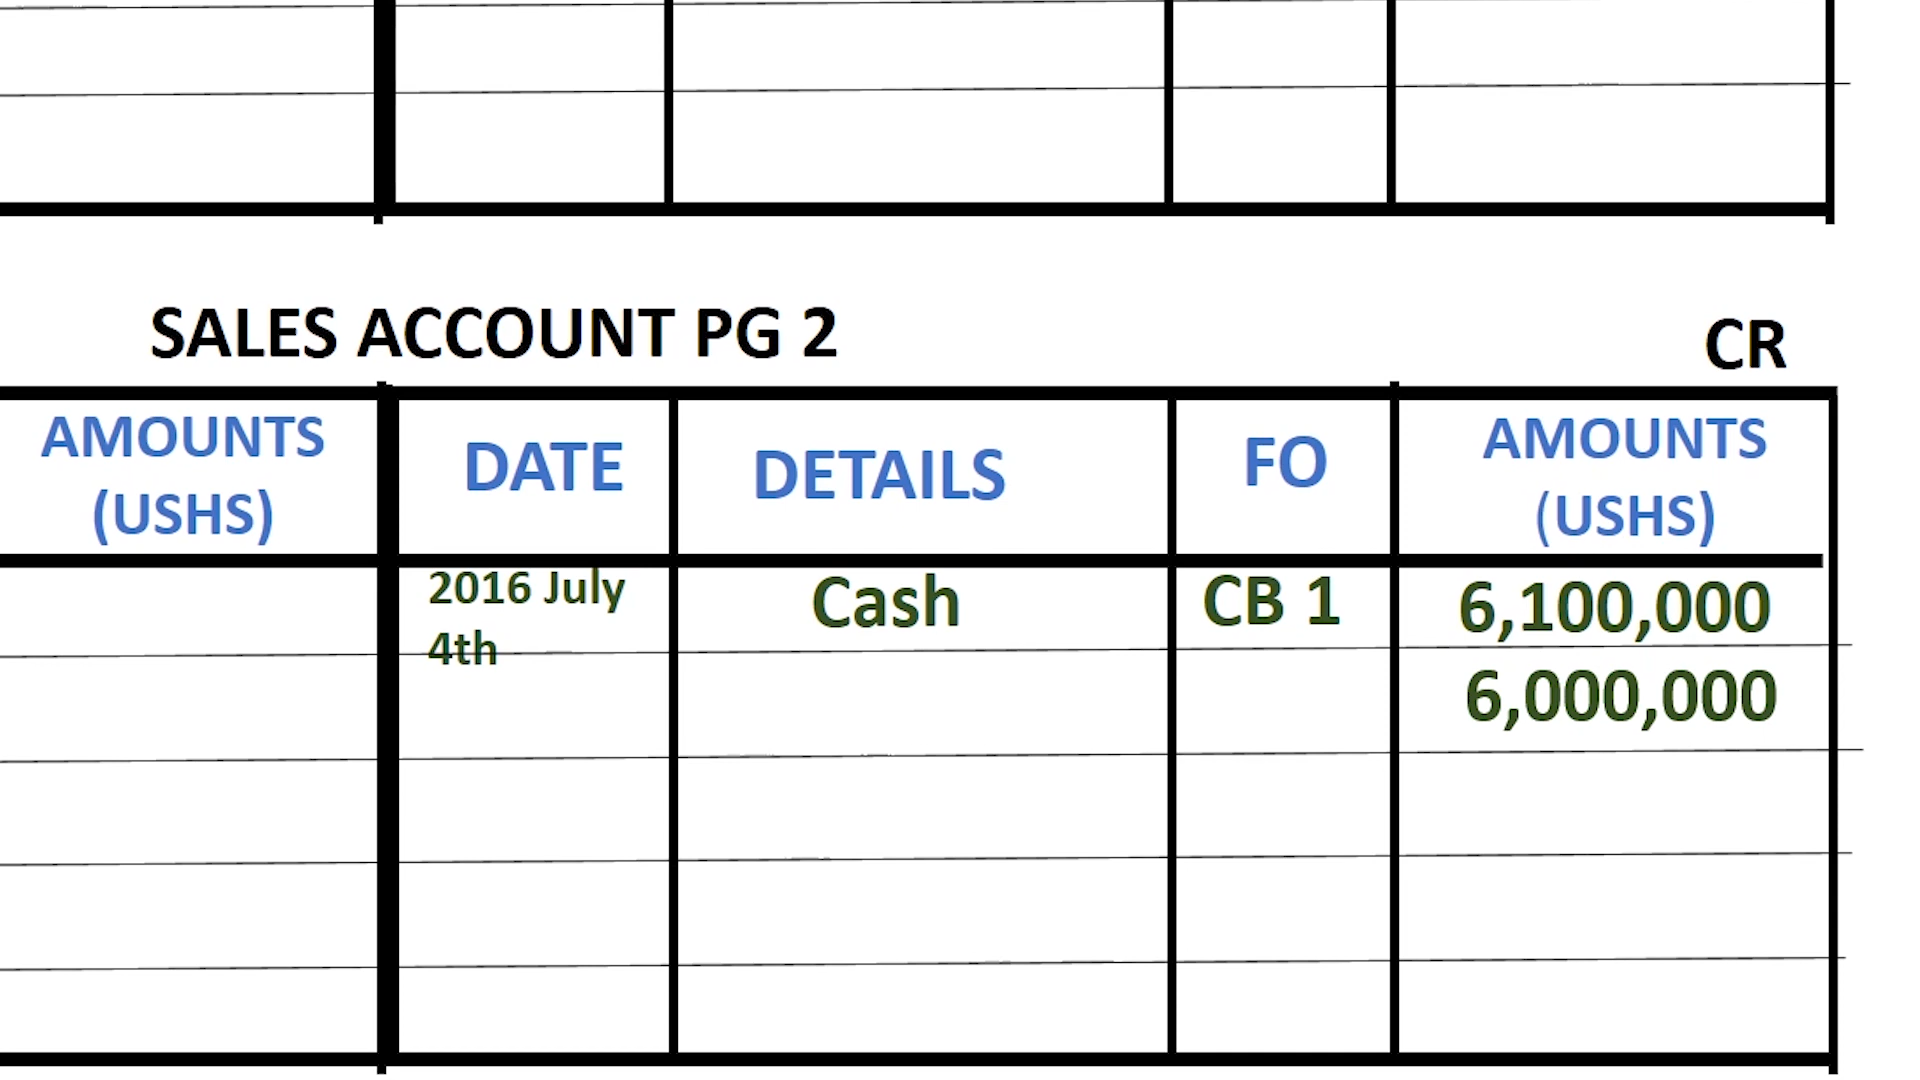 SALES ACCOUNT PG 2
CR
AMOUNTS
(USHS)
DATE
DETAILS
FO
AMOUNTS
(USHS)
2016 July
4th
Cash
CB 1
6,100,000
6,000,000